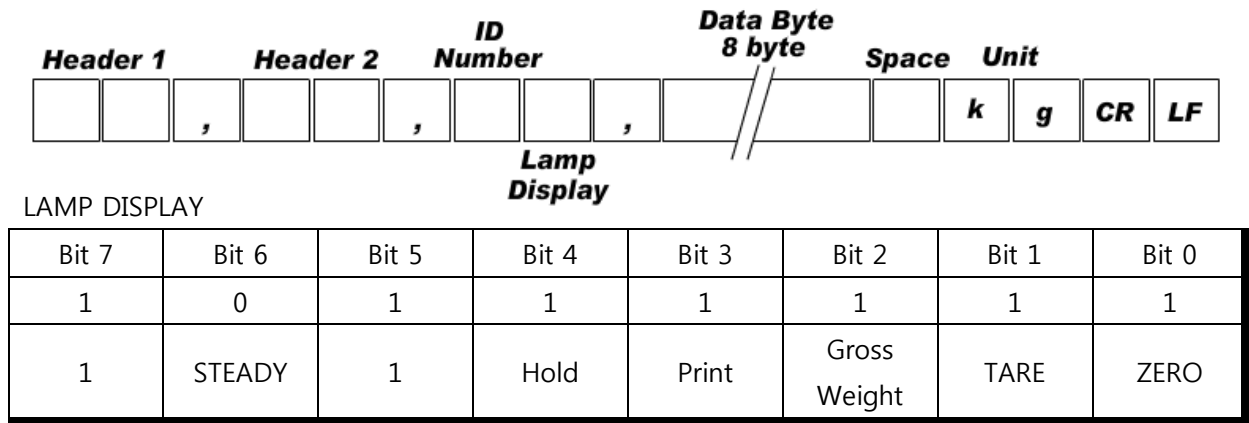 Header 1 Header 2 ID Number Data Byte 8 byte Space Unit
, , , k g CR LF
Lamp Display
LAMP DISPLAY
Bit 7 Bit 6 Bit 5 Bit 4 Bit 3 Bit 2 Bit 1 Bit 0
1 0 1 1 1 1 1 1
1 STEADY 1 Hold Print Gross Weight TARE ZERO